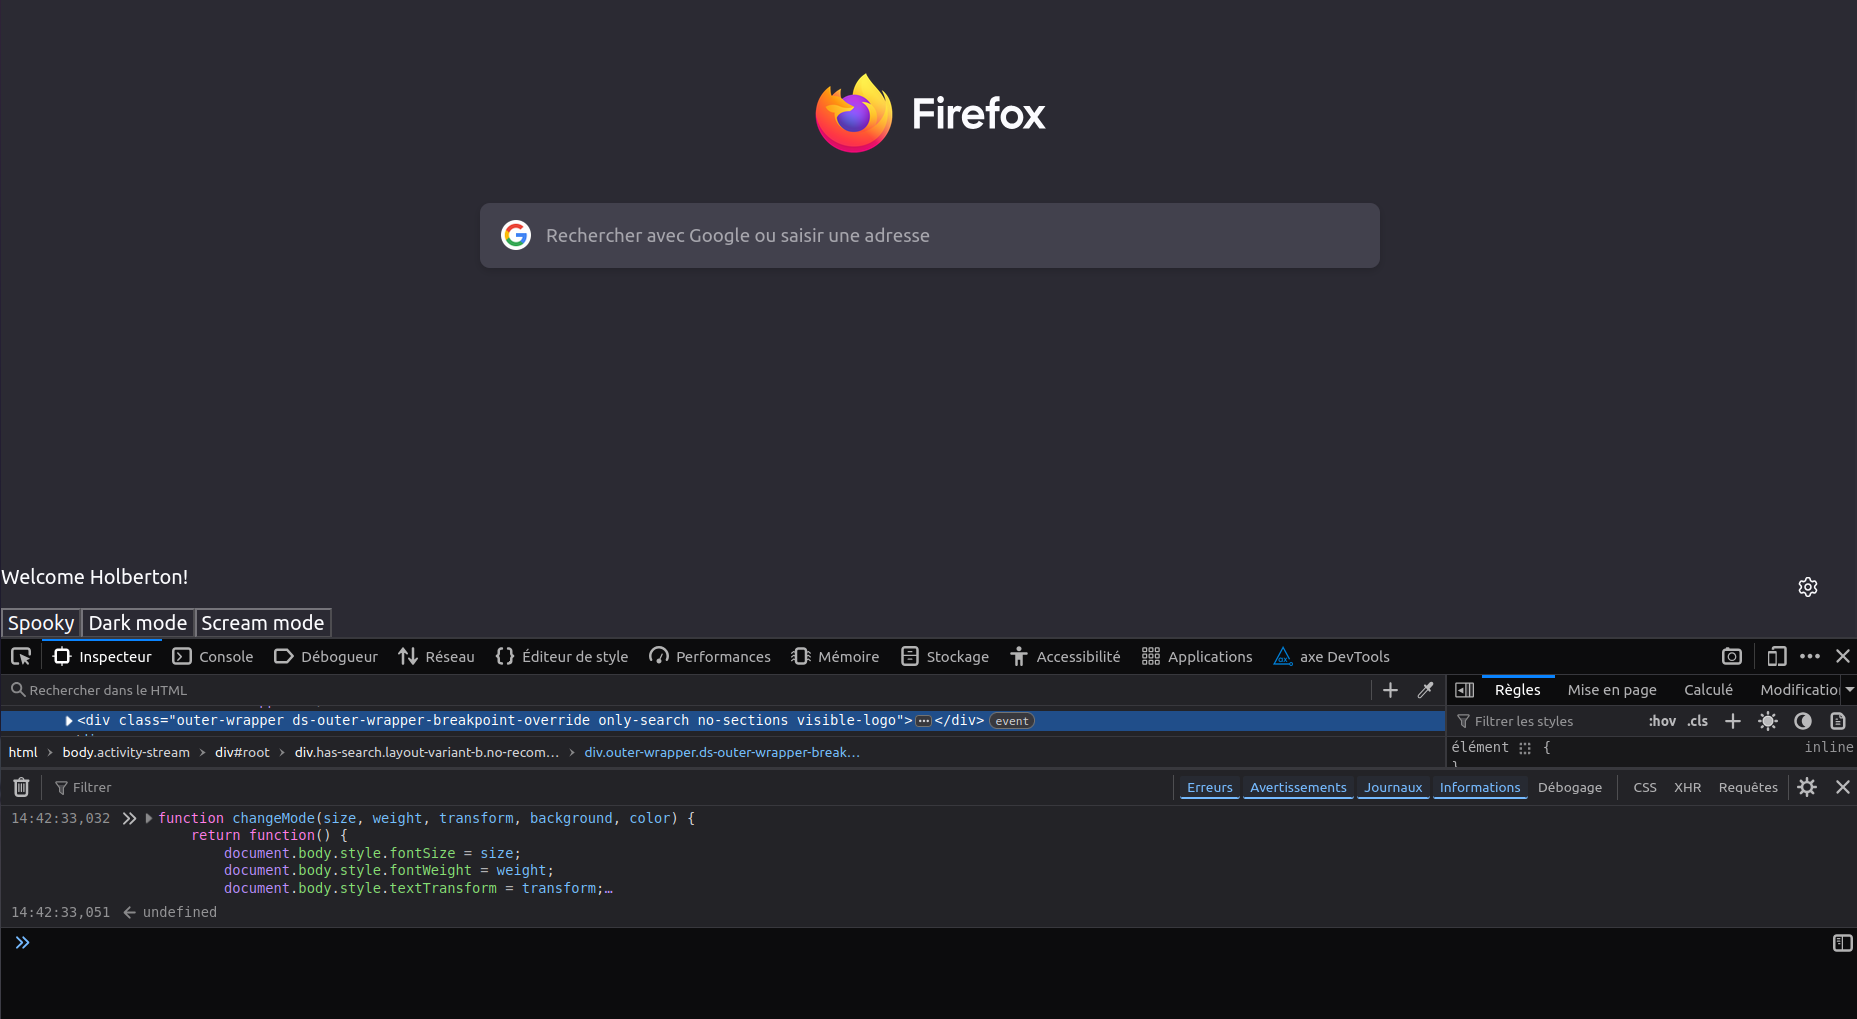 Firefox
Rechercher avec Google ou saisir une adresse
Welcome Holberton!
Spooky Dark mode Scream mode
Inspecteur Console Débogueur Réseau Éditeur de style Performances Mémoire Stockage Accessibilité Applications axe DevTools
Rechercher dans le HTML
Règles Mise en page Calculé Modification
<div class="outer-wrapper ds-outer-wrapper-breakpoint-override only-search no-sections visible-logo">…</div> event
Filtrer les styles :hov .cls
html › body.activity-stream › div#root › div.has-search.layout-variant-b.no-recom… › div.outer-wrapper.ds-outer-wrapper-break…
élément { inline
}
Filtrer Erreurs Avertissements Journaux Informations Débogage CSS XHR Requêtes
14:42:33,032 function changeMode(size, weight, transform, background, color) {
return function() {
document.body.style.fontSize = size;
document.body.style.fontWeight = weight;
document.body.style.textTransform = transform;…
14:42:33,051 undefined